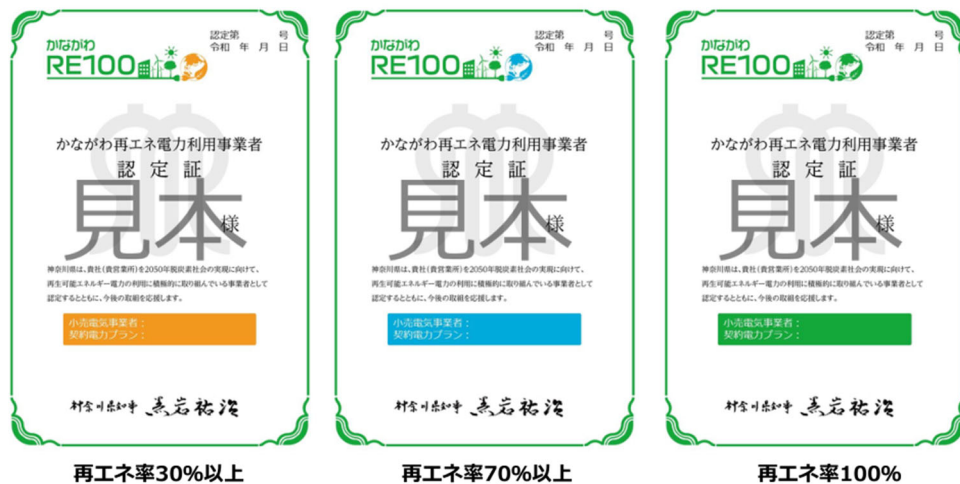 かながわ
RE100
認定第 号
令和 年 月 日
かながわ再エネ電力利用事業者
認定証
見本
様
神奈川県は、貴社(貴営業所)を2050年脱炭素社会の実現に向けて、
再生可能エネルギー電力の利用に積極的に取り組んでいる事業者として
認定するとともに、今後の取組を応援します。
小売電気事業者：
契約電力プラン：
神奈川県知事 黒岩祐治
再エネ率30%以上
かながわ
RE100
認定第 号
令和 年 月 日
かながわ再エネ電力利用事業者
認定証
見本
様
神奈川県は、貴社(貴営業所)を2050年脱炭素社会の実現に向けて、
再生可能エネルギー電力の利用に積極的に取り組んでいる事業者として
認定するとともに、今後の取組を応援します。
小売電気事業者：
契約電力プラン：
神奈川県知事 黒岩祐治
再エネ率70%以上
かながわ
RE100
認定第 号
令和 年 月 日
かながわ再エネ電力利用事業者
認定証
見本
様
神奈川県は、貴社(貴営業所)を2050年脱炭素社会の実現に向けて、
再生可能エネルギー電力の利用に積極的に取り組んでいる事業者として
認定するとともに、今後の取組を応援します。
小売電気事業者：
契約電力プラン：
神奈川県知事 黒岩祐治
再エネ率100%